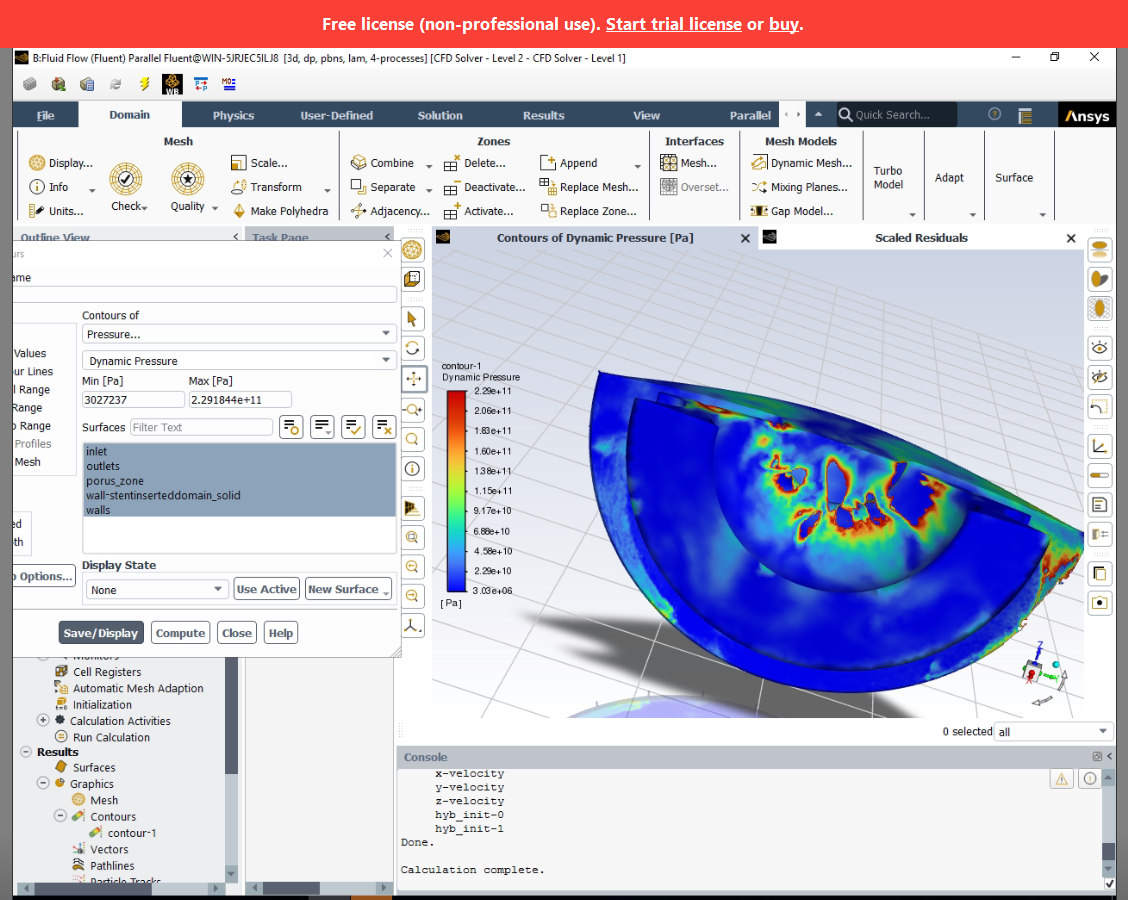 Free license (non-professional use). Start trial license or buy.
B:Fluid Flow (Fluent) Parallel Fluent@WIN-5JRJEC5ILJ8 [3d, dp, pbns, lam, 4-processes] [CFD Solver - Level 2 - CFD Solver - Level 1]
WB
File Domain Physics User-Defined Solution Results View Parallel Quick Search... Ansys
Mesh Zones Interfaces Mesh Models
Display... Scale... Combine Delete... Append Mesh... Dynamic Mesh...
Info Transform Separate Deactivate... Replace Mesh... Overset... Mixing Planes...
Units... Check Quality Make Polyhedra Adjacency... Activate... Replace Zone... Gap Model...
Turbo Model Adapt Surface
Outline View < Task Page <
Contours of Dynamic Pressure [Pa] Scaled Residuals
urs
ame
Contours of
Pressure...
Values
Dynamic Pressure
ur Lines
Min [Pa] Max [Pa]
l Range
3027237 2.291844e+11
Range
o Range
Surfaces Filter Text
Profiles
Mesh
inlet
outlets
porus_zone
wall-stentinserteddomain_solid
walls
ed
th
Display State
o Options...
None Use Active New Surface
Save/Display Compute Close Help
contour-1
Dynamic Pressure
2.29e+11
2.06e+11
1.83e+11
1.60e+11
1.38e+11
1.15e+11
9.17e+10
6.88e+10
4.58e+10
2.29e+10
3.03e+06
[ Pa]
Z
Monitors
Cell Registers
Automatic Mesh Adaption
Initialization
Calculation Activities
Run Calculation
Results
Surfaces
Graphics
Mesh
Contours
contour-1
Vectors
Pathlines
Particle Tracks
0 selected all
Console
x-velocity
y-velocity
z-velocity
hyb_init-0
hyb_init-1
Done.
Calculation complete.